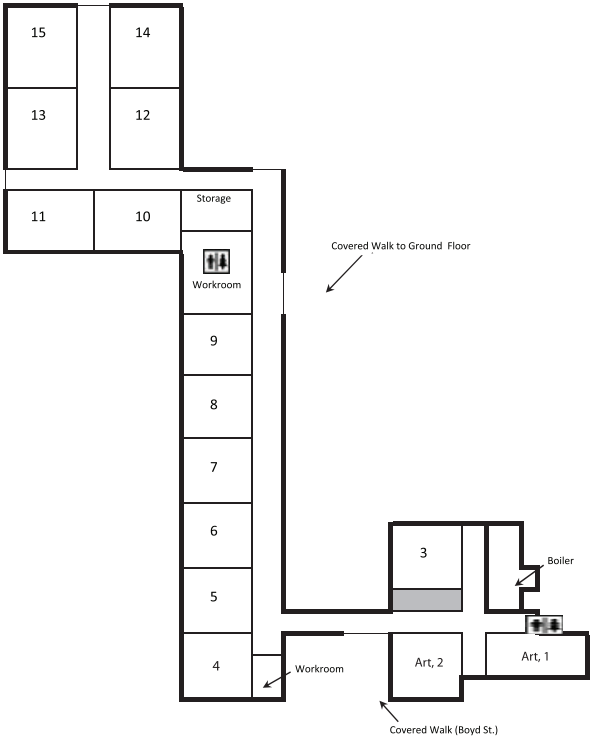 15
14
13
12
11
10
Storage
Workroom
Covered Walk to Ground Floor
9
8
7
6
3
Boiler
5
4
Workroom
Art, 2
Art, 1
Covered Walk (Boyd St.)